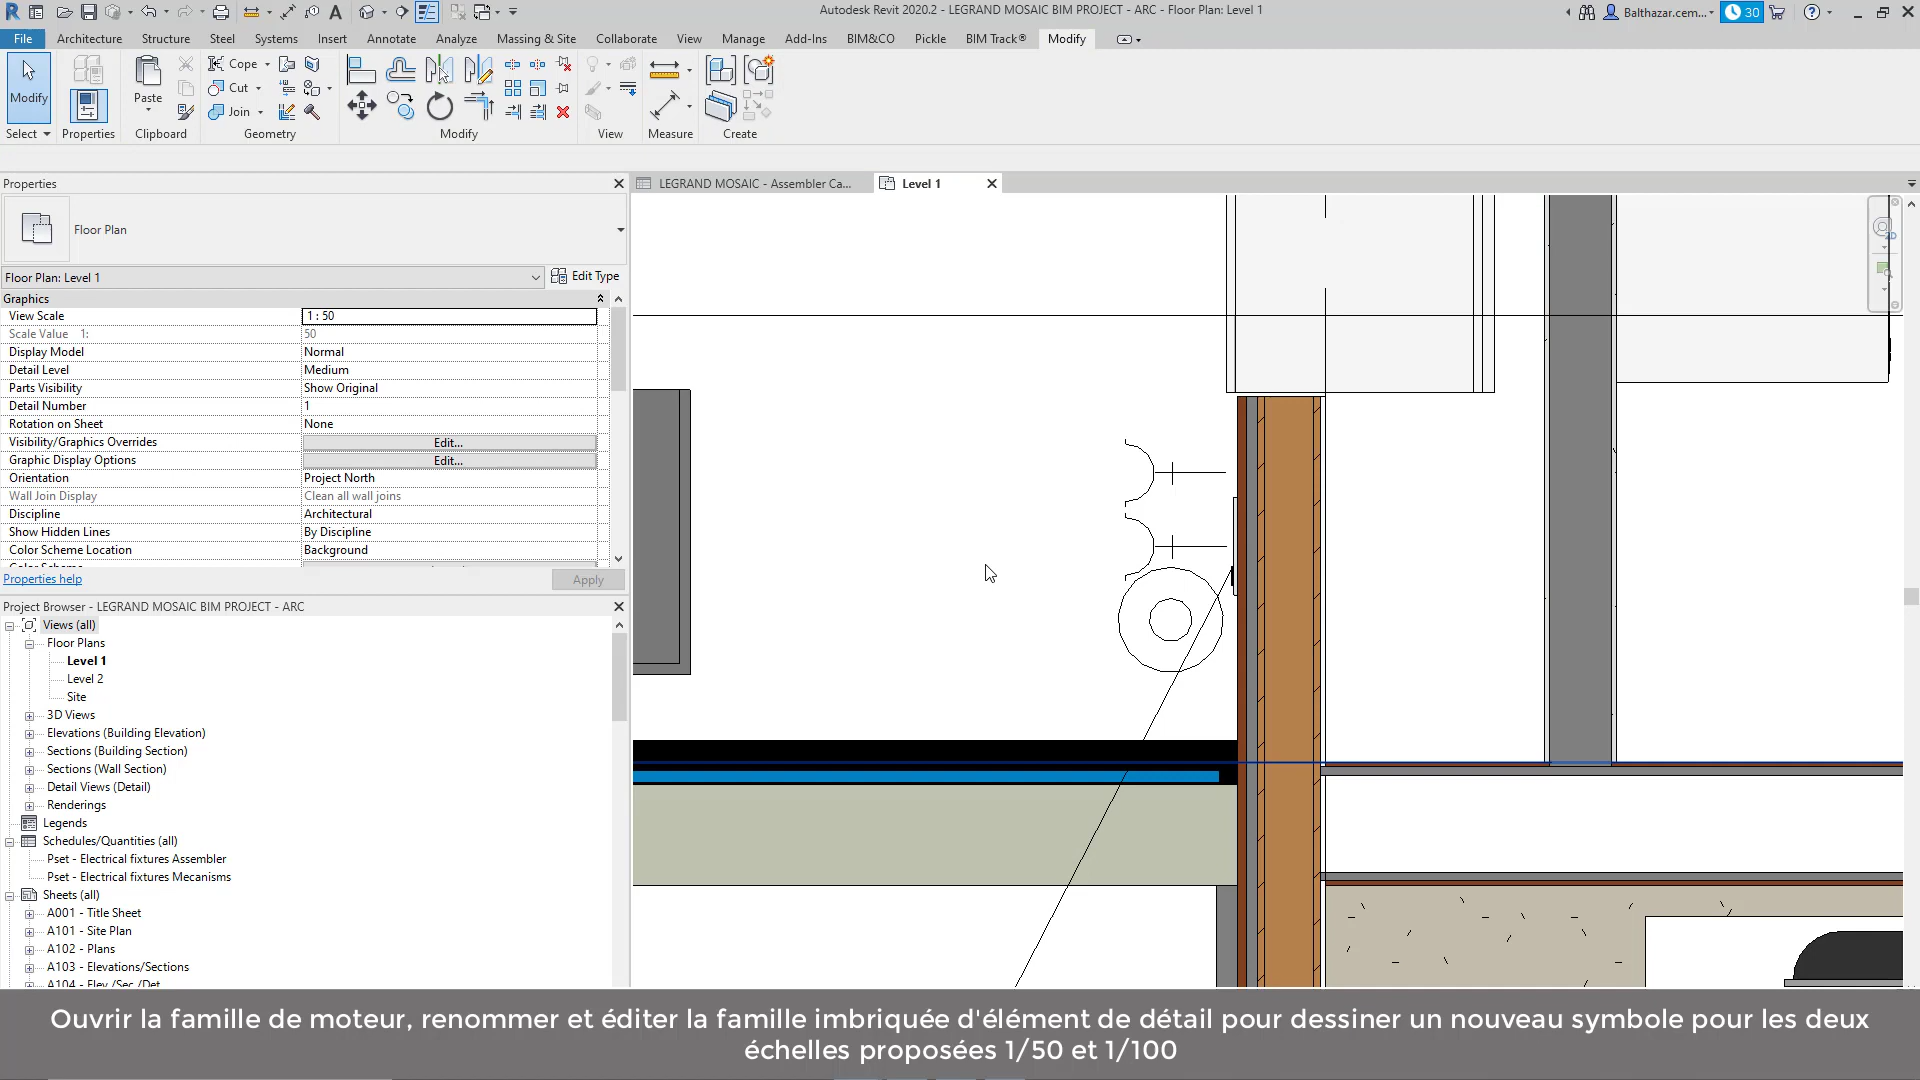 Autodesk Revit 2020.2 - LEGRAND MOSAIC BIM PROJECT - ARC - Floor Plan: Level 1
Balthazar.cem...
30
File Architecture Structure Steel Systems Insert Annotate Analyze Massing & Site Collaborate View Manage Add-Ins BIM&CO Pickle BIM Track® Modify
Modify
Paste
Cope
Cut
Join
Select Properties Clipboard Geometry Modify View Measure Create
Properties
LEGRAND MOSAIC - Assembler Ca...
Level 1
Floor Plan
Floor Plan: Level 1
Edit Type
Graphics
View Scale 1 : 50
Scale Value 1: 50
Display Model Normal
Detail Level Medium
Parts Visibility Show Original
Detail Number 1
Rotation on Sheet None
Visibility/Graphics Overrides Edit...
Graphic Display Options Edit...
Orientation Project North
Wall Join Display Clean all wall joins
Discipline Architectural
Show Hidden Lines By Discipline
Color Scheme Location Background
Color Scheme
Properties help
Apply
Project Browser - LEGRAND MOSAIC BIM PROJECT - ARC
Views (all)
Floor Plans
Level 1
Level 2
Site
3D Views
Elevations (Building Elevation)
Sections (Building Section)
Sections (Wall Section)
Detail Views (Detail)
Renderings
Legends
Schedules/Quantities (all)
Pset - Electrical fixtures Assembler
Pset - Electrical fixtures Mecanisms
Sheets (all)
A001 - Title Sheet
A101 - Site Plan
A102 - Plans
A103 - Elevations/Sections
A104 - Elev./Sec./Det.
Ouvrir la famille de moteur, renommer et éditer la famille imbriquée d'élément de détail pour dessiner un nouveau symbole pour les deux
échelles proposées 1/50 et 1/100